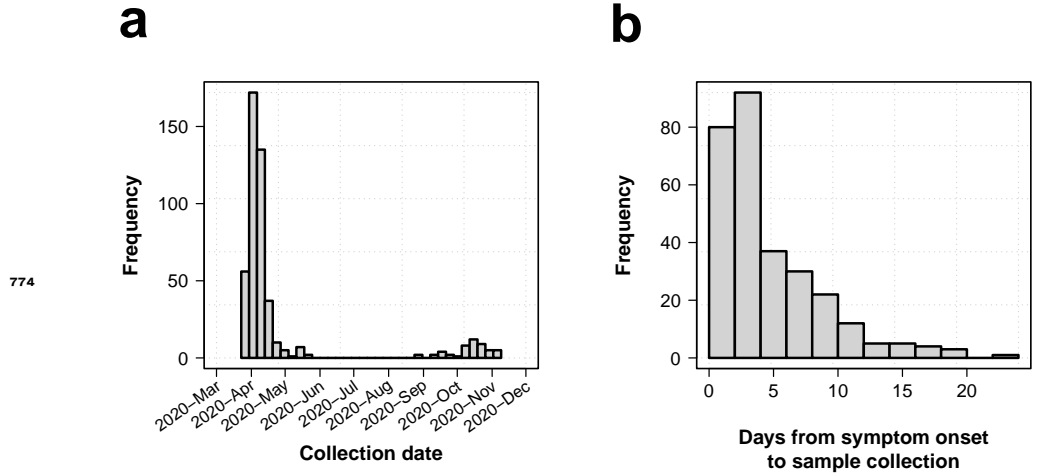 a
b
774
Frequency
150
100
50
0
2020–Mar
2020–Apr
2020–May
2020–Jun
2020–Jul
2020–Aug
2020–Sep
2020–Oct
2020–Nov
2020–Dec
Collection date
Frequency
80
60
40
20
0
0 5 10 15 20
Days from symptom onset
to sample collection